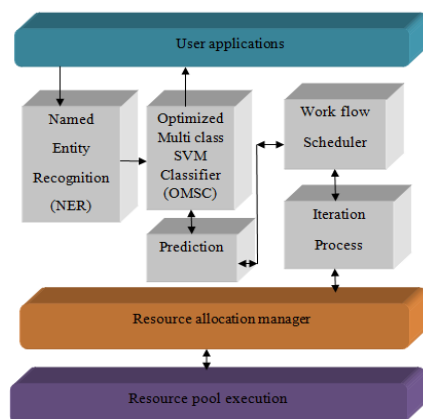 User applications
Named
Entity
Recognition
(NER)
Optimized
Multi class
SVM
Classifier
(OMSC)
Work flow
Scheduler
Prediction
Iteration
Process
Resource allocation manager
Resource pool execution